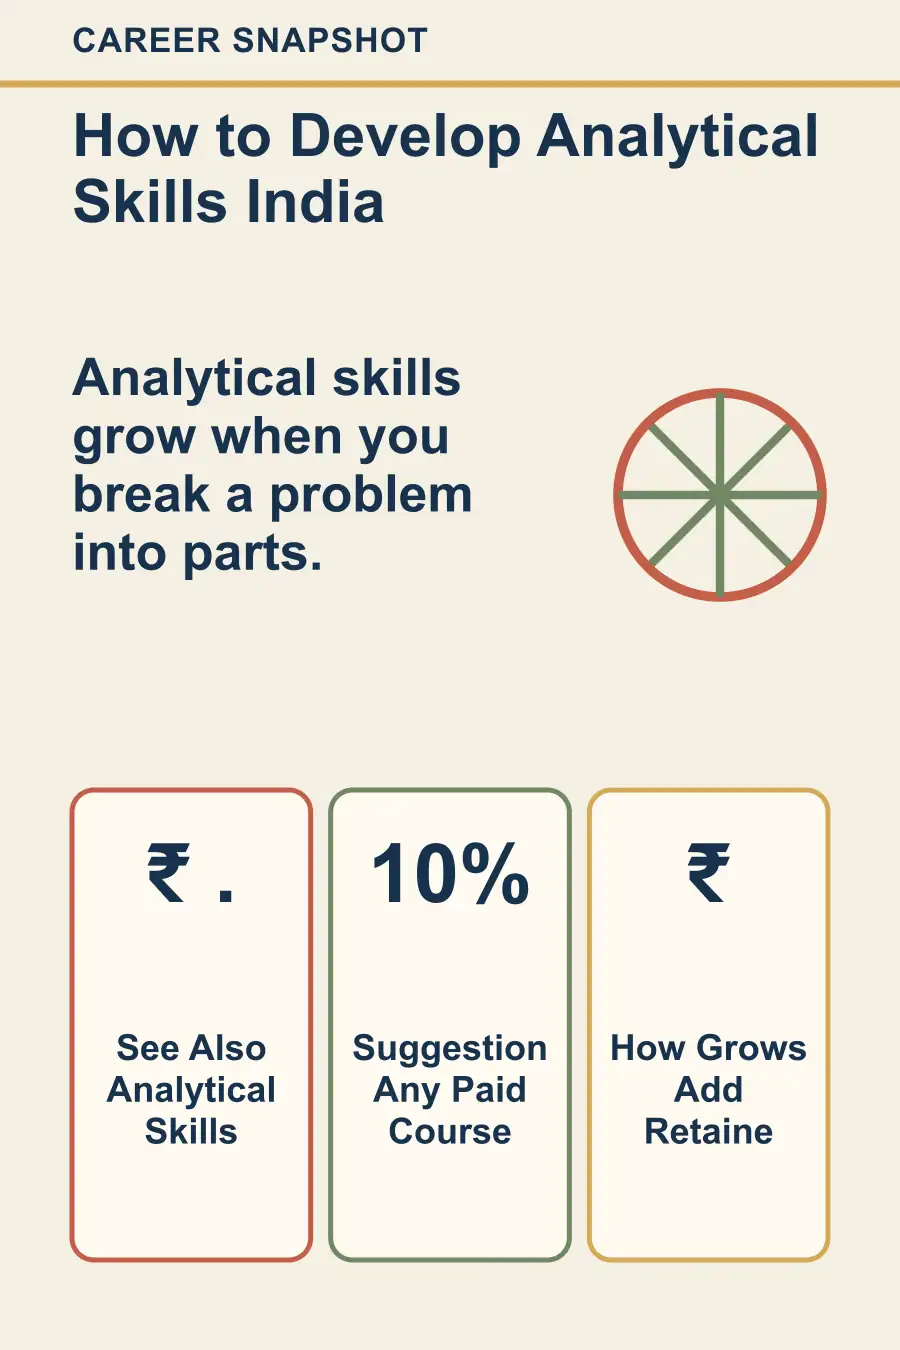 CAREER SNAPSHOT
How to Develop Analytical
Skills India
Analytical skills
grow when you
break a problem
into parts.
₹ .
See Also
Analytical
Skills
10%
Suggestion
Any Paid
Course
₹
How Grows
Add
Retaine